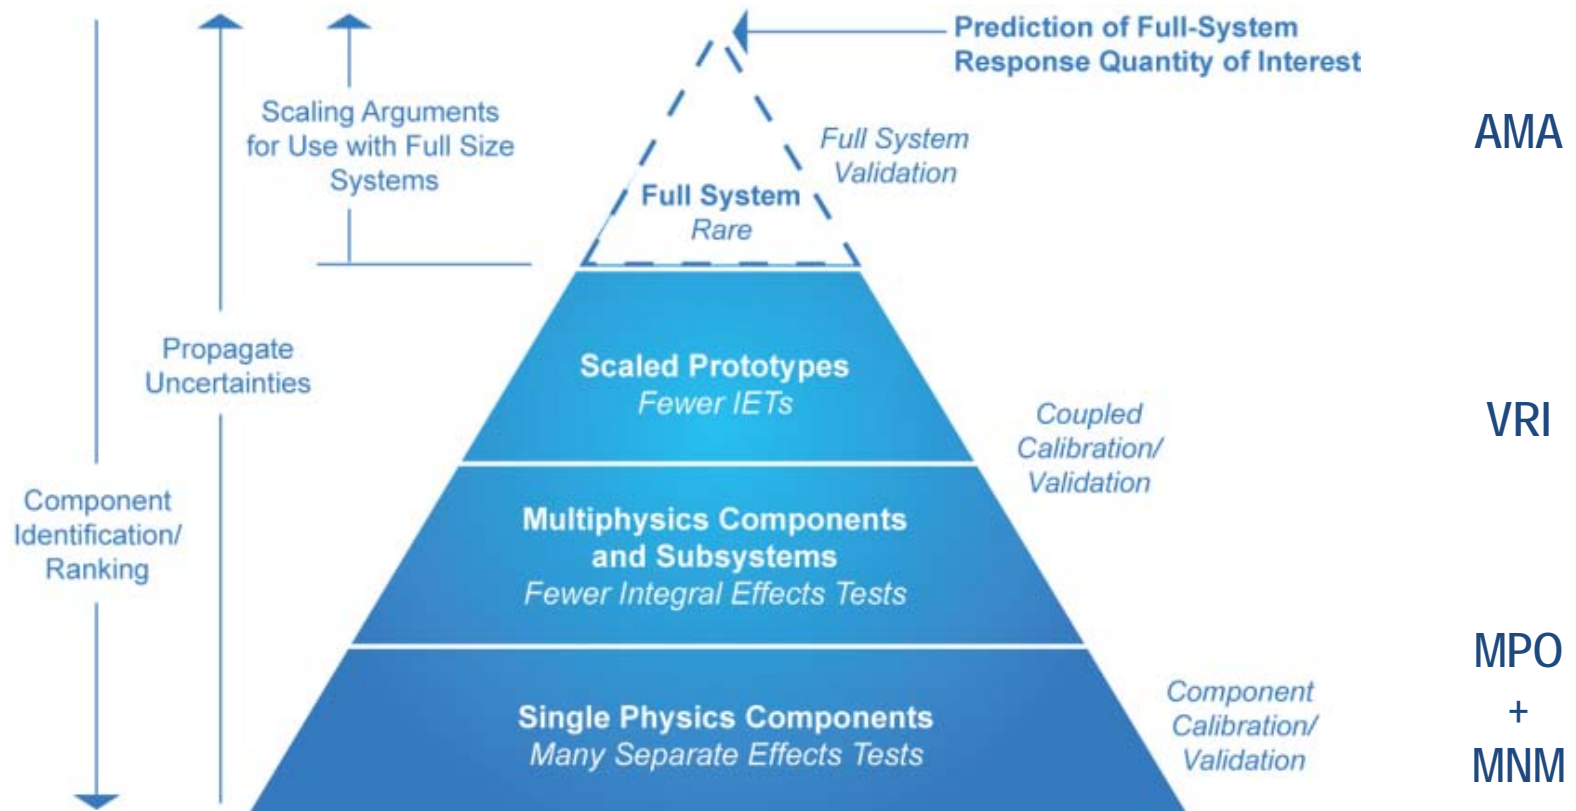 Prediction of Full-System
Response Quantity of Interest
Scaling Arguments
for Use with Full Size
Systems
Full System
Validation
AMA
Full System
Rare
Propagate
Uncertainties
Scaled Prototypes
Fewer IETs
Coupled
Calibration/
Validation
VRI
Component
Identification/
Ranking
Multiphysics Components
and Subsystems
Fewer Integral Effects Tests
Single Physics Components
Many Separate Effects Tests
Component
Calibration/
Validation
MPO
+
MNM